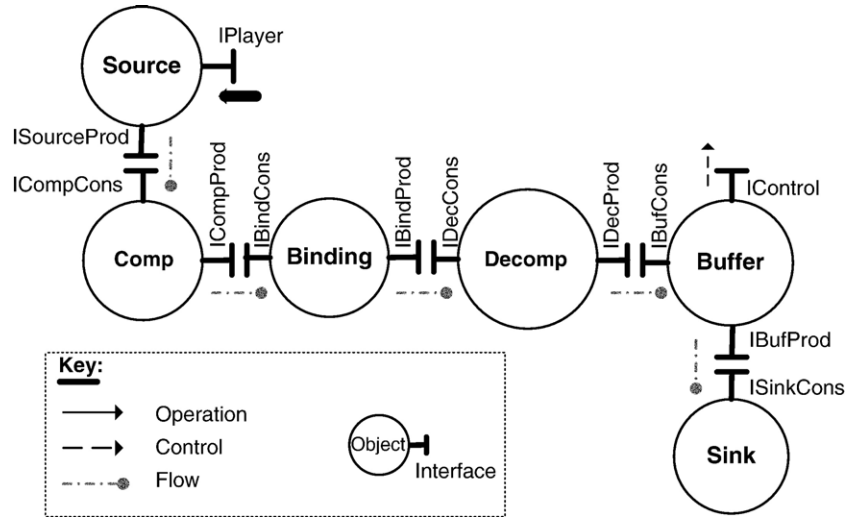 IPlayer
Source
ISourceProd
ICompCons
ICompProd
IBindCons
IBindProd
IDecCons
IDecProd
IBufCons
IControl
Comp
Binding
Decomp
Buffer
IBufProd
ISinkCons
Sink
Key:
Operation
Control
Flow
Object
Interface